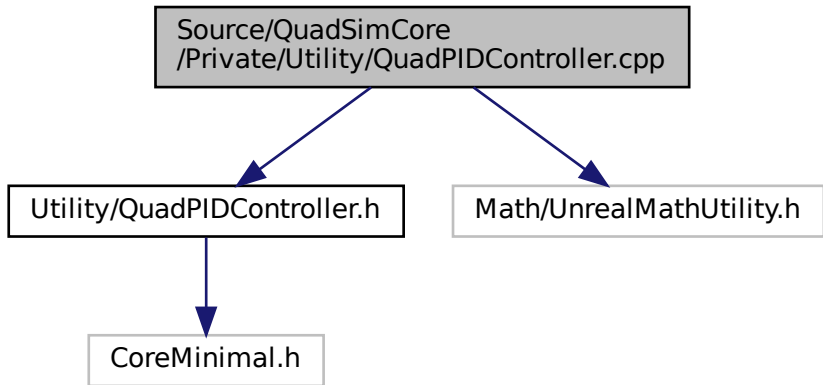 Source/QuadSimCore
/Private/Utility/QuadPIDController.cpp
Utility/QuadPIDController.h
Math/UnrealMathUtility.h
CoreMinimal.h